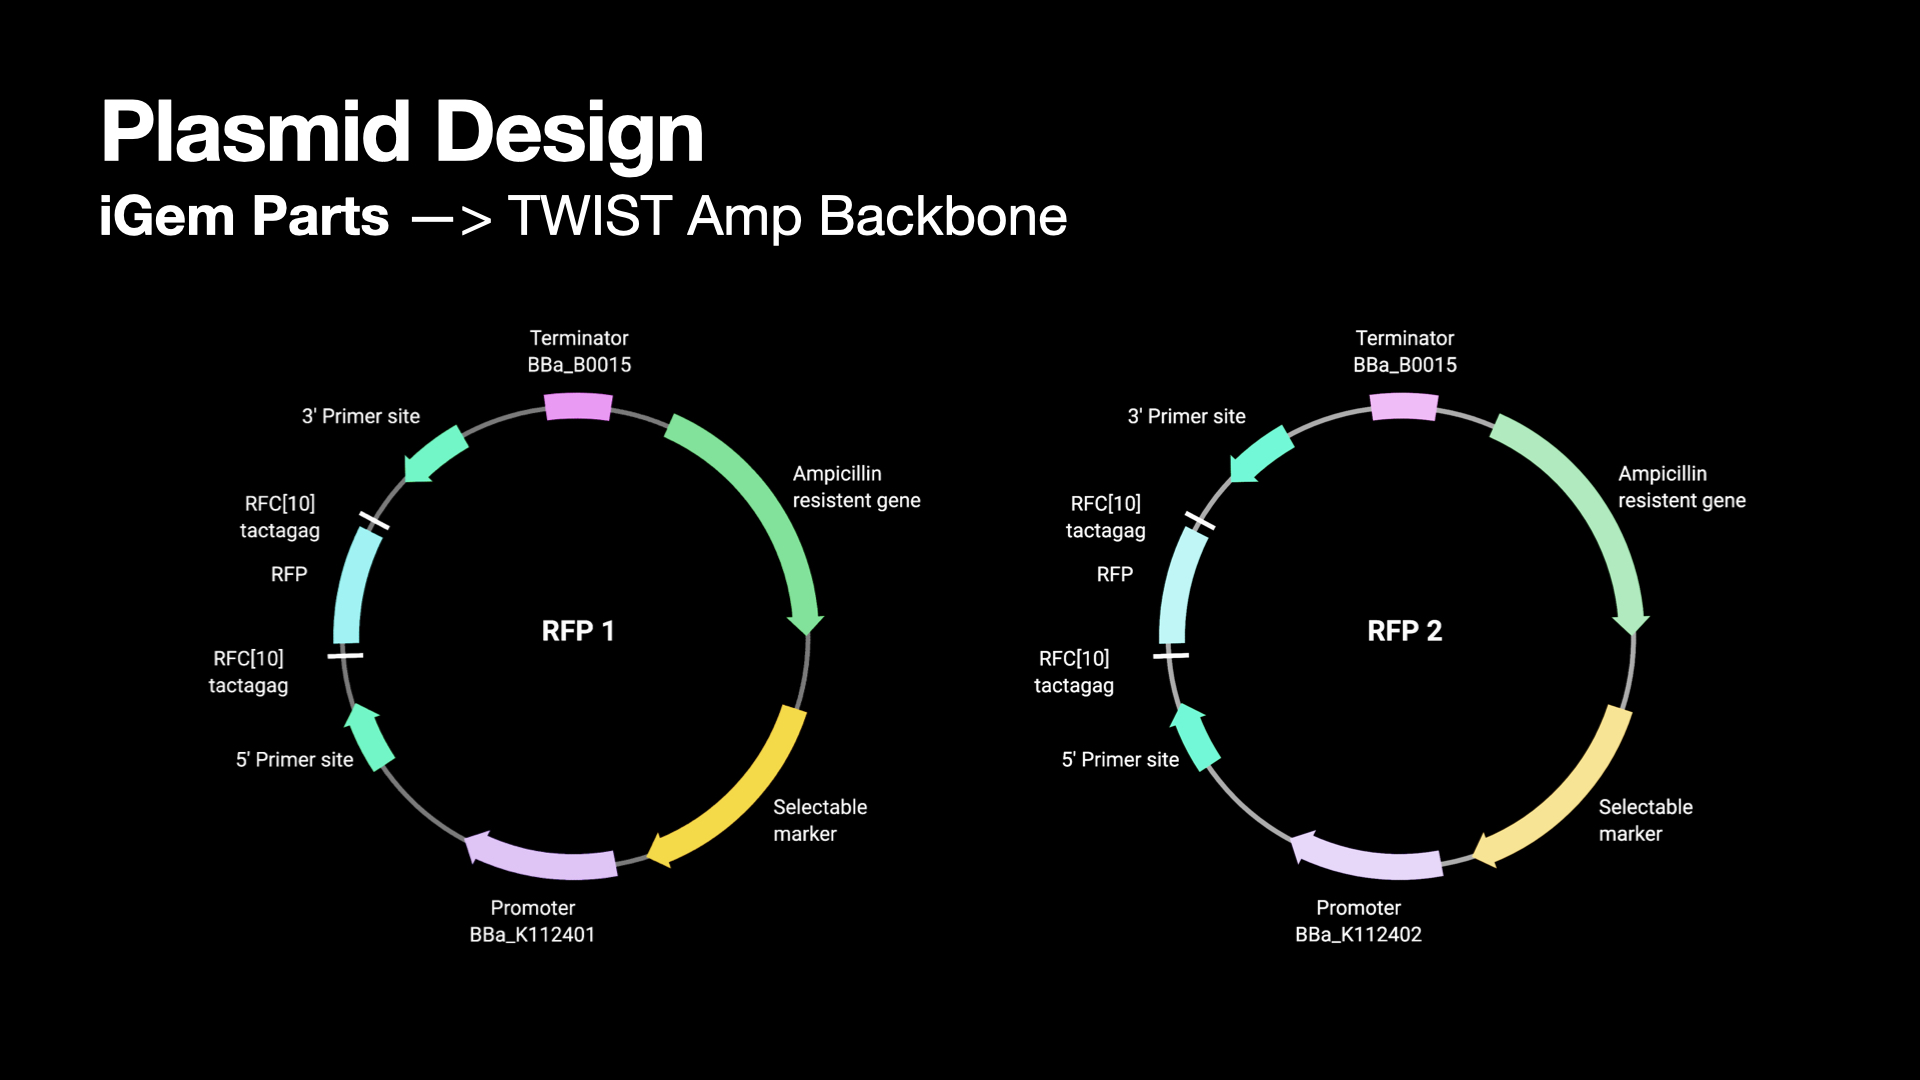 Plasmid Design
iGem Parts —> TWIST Amp Backbone
Terminator
BBa_B0015
3' Primer site
Ampicillin
resistent gene
RFC[10]
tactagag
RFP
RFP 1
RFC[10]
tactagag
5' Primer site
Selectable
marker
Promoter
BBa_K112401
Terminator
BBa_B0015
3' Primer site
Ampicillin
resistent gene
RFC[10]
tactagag
RFP
RFP 2
RFC[10]
tactagag
5' Primer site
Selectable
marker
Promoter
BBa_K112402